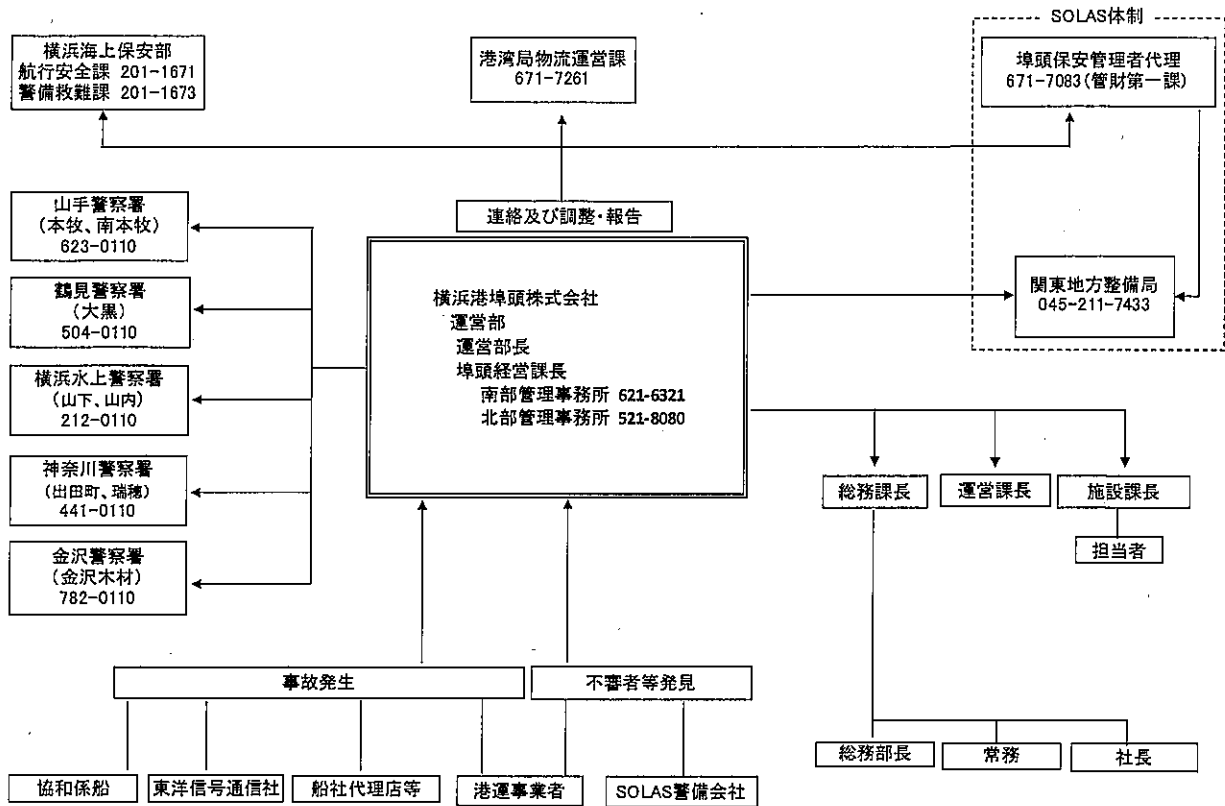 SOLAS体制
横浜海上保安部
航行安全課 201-1671
警備救難課 201-1673
港湾局物流運営課
671-7261
埠頭保安管理者代理
671-7083(管財第一課)
山手警察署
(本牧、南本牧)
623-0110
連絡及び調整・報告
鶴見警察署
(大黒)
504-0110
横浜水上警察署
(山下、山内)
212-0110
神奈川警察署
(出田町、瑞穂)
441-0110
金沢警察署
(金沢木材)
782-0110
横浜港埠頭株式会社
運営部
運営部長
埠頭経営課長
南部管理事務所 621-6321
北部管理事務所 521-8080
関東地方整備局
045-211-7433
総務課長
運営課長
施設課長
担当者
事故発生
不審者等発見
総務部長
常務
社長
協和係船
東洋信号通信社
船社代理店等
港運事業者
SOLAS警備会社